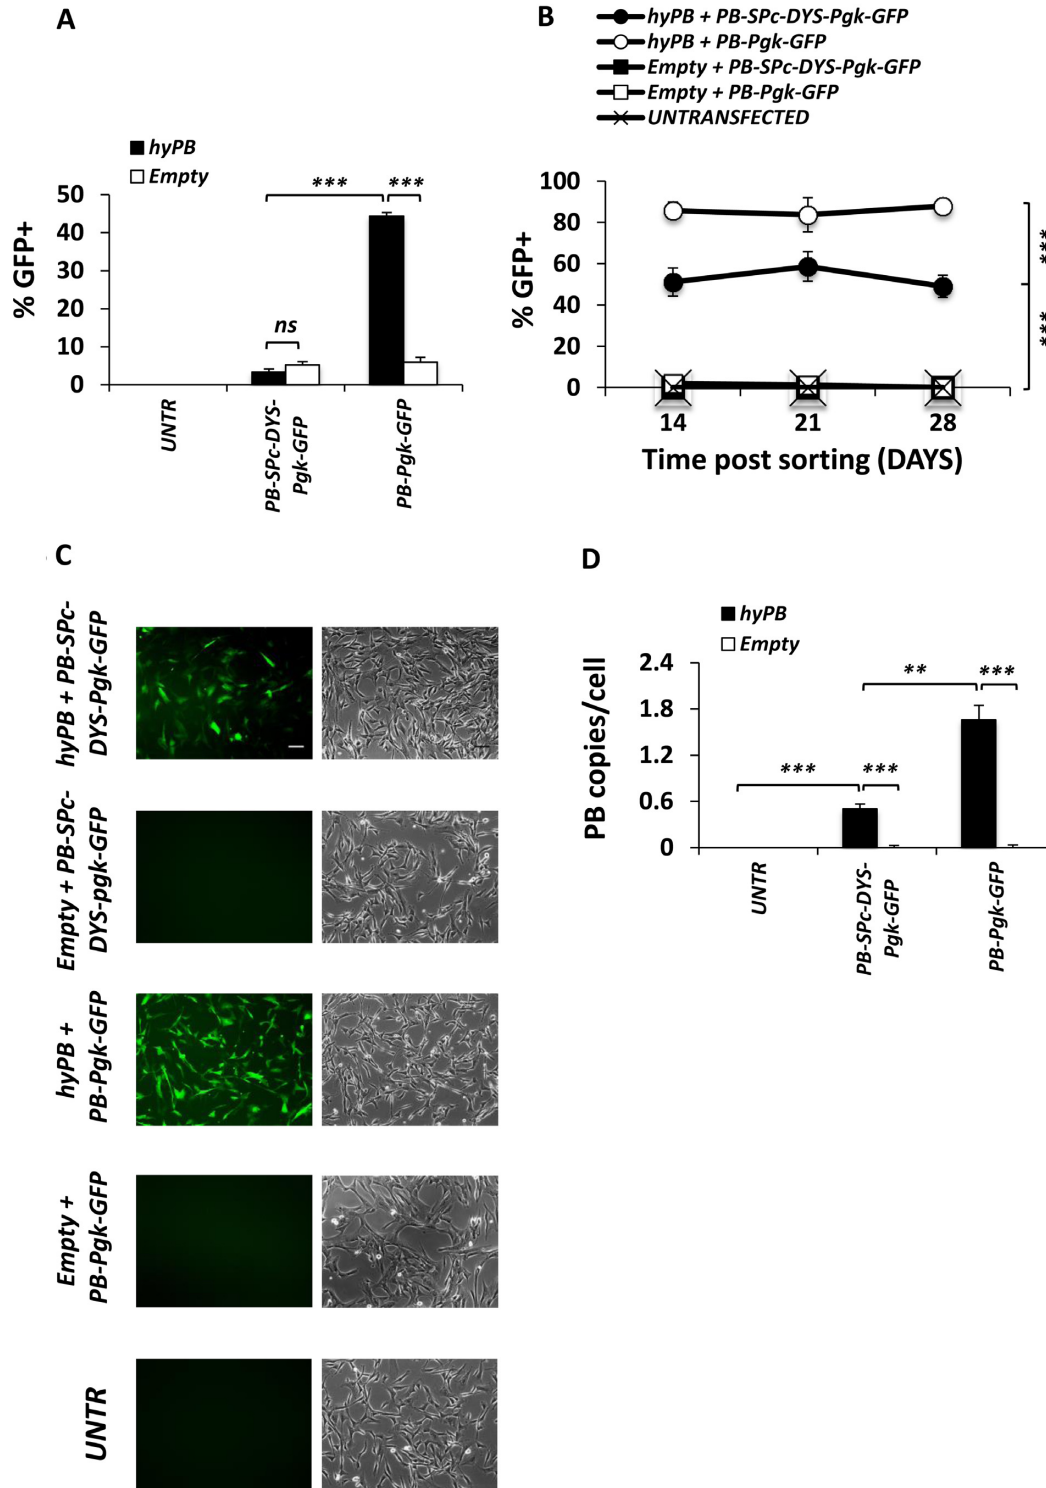 A
hyPB
Empty
***
***
ns
50
40
30
20
10
0
% GFP+
UNTR
PB-SPc-DYS-
Pgk-GFP
PB-Pgk-GFP
B
hyPB + PB-SPc-DYS-Pgk-GFP
hyPB + PB-Pgk-GFP
Empty + PB-SPc-DYS-Pgk-GFP
Empty + PB-Pgk-GFP
UNTRANSFECTED
100
80
60
40
20
0
% GFP+
***
***
14 21 28
Time post sorting (DAYS)
C
hyPB + PB-SPc-
DYS-Pgk-GFP
Empty + PB-SPc-
DYS-pgk-GFP
hyPB +
PB-Pgk-GFP
Empty +
PB-Pgk-GFP
UNTR
D
hyPB
Empty
2.4
1.8
1.2
0.6
0
PB copies/cell
**
***
***
***
UNTR
PB-SPc-DYS-
Pgk-GFP
PB-Pgk-GFP